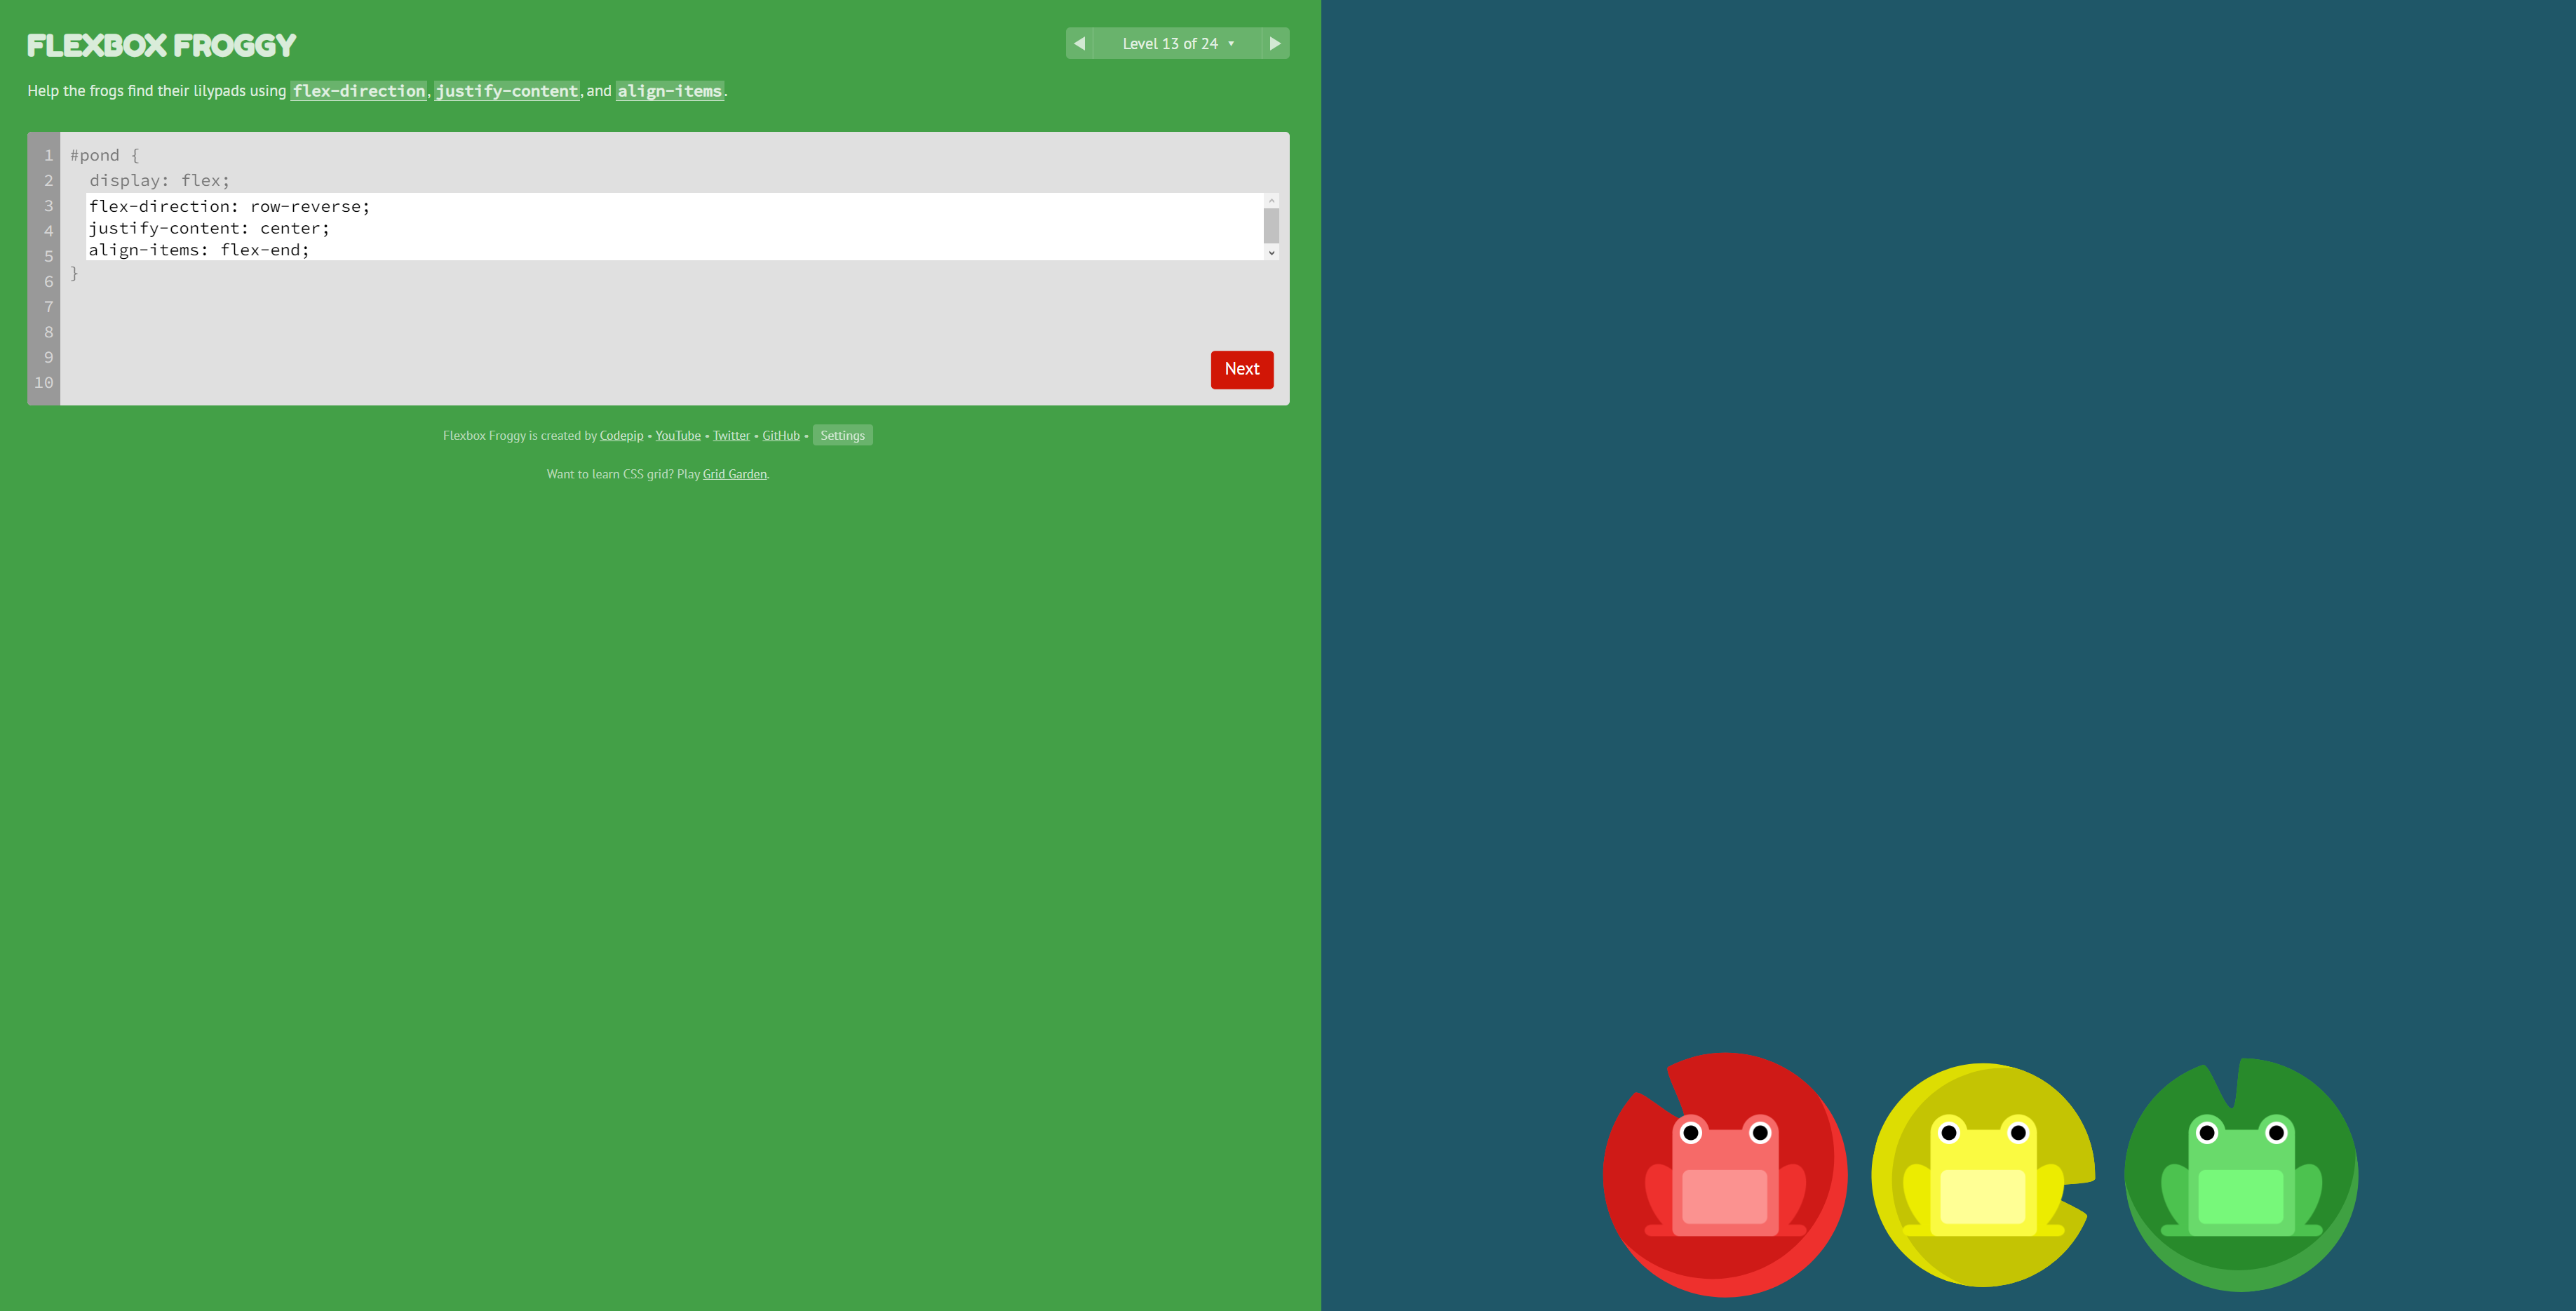 FLEXBOX FROGGY
◀ Level 13 of 24 ▼ ▶
Help the frogs find their lilypads using flex-direction, justify-content, and align-items.
1 #pond {
2 display: flex;
3 flex-direction: row-reverse;
4 justify-content: center;
5 align-items: flex-end;
6 }
7
8
9
10
Next
Flexbox Froggy is created by Codepip • YouTube • Twitter • GitHub • Settings
Want to learn CSS grid? Play Grid Garden.